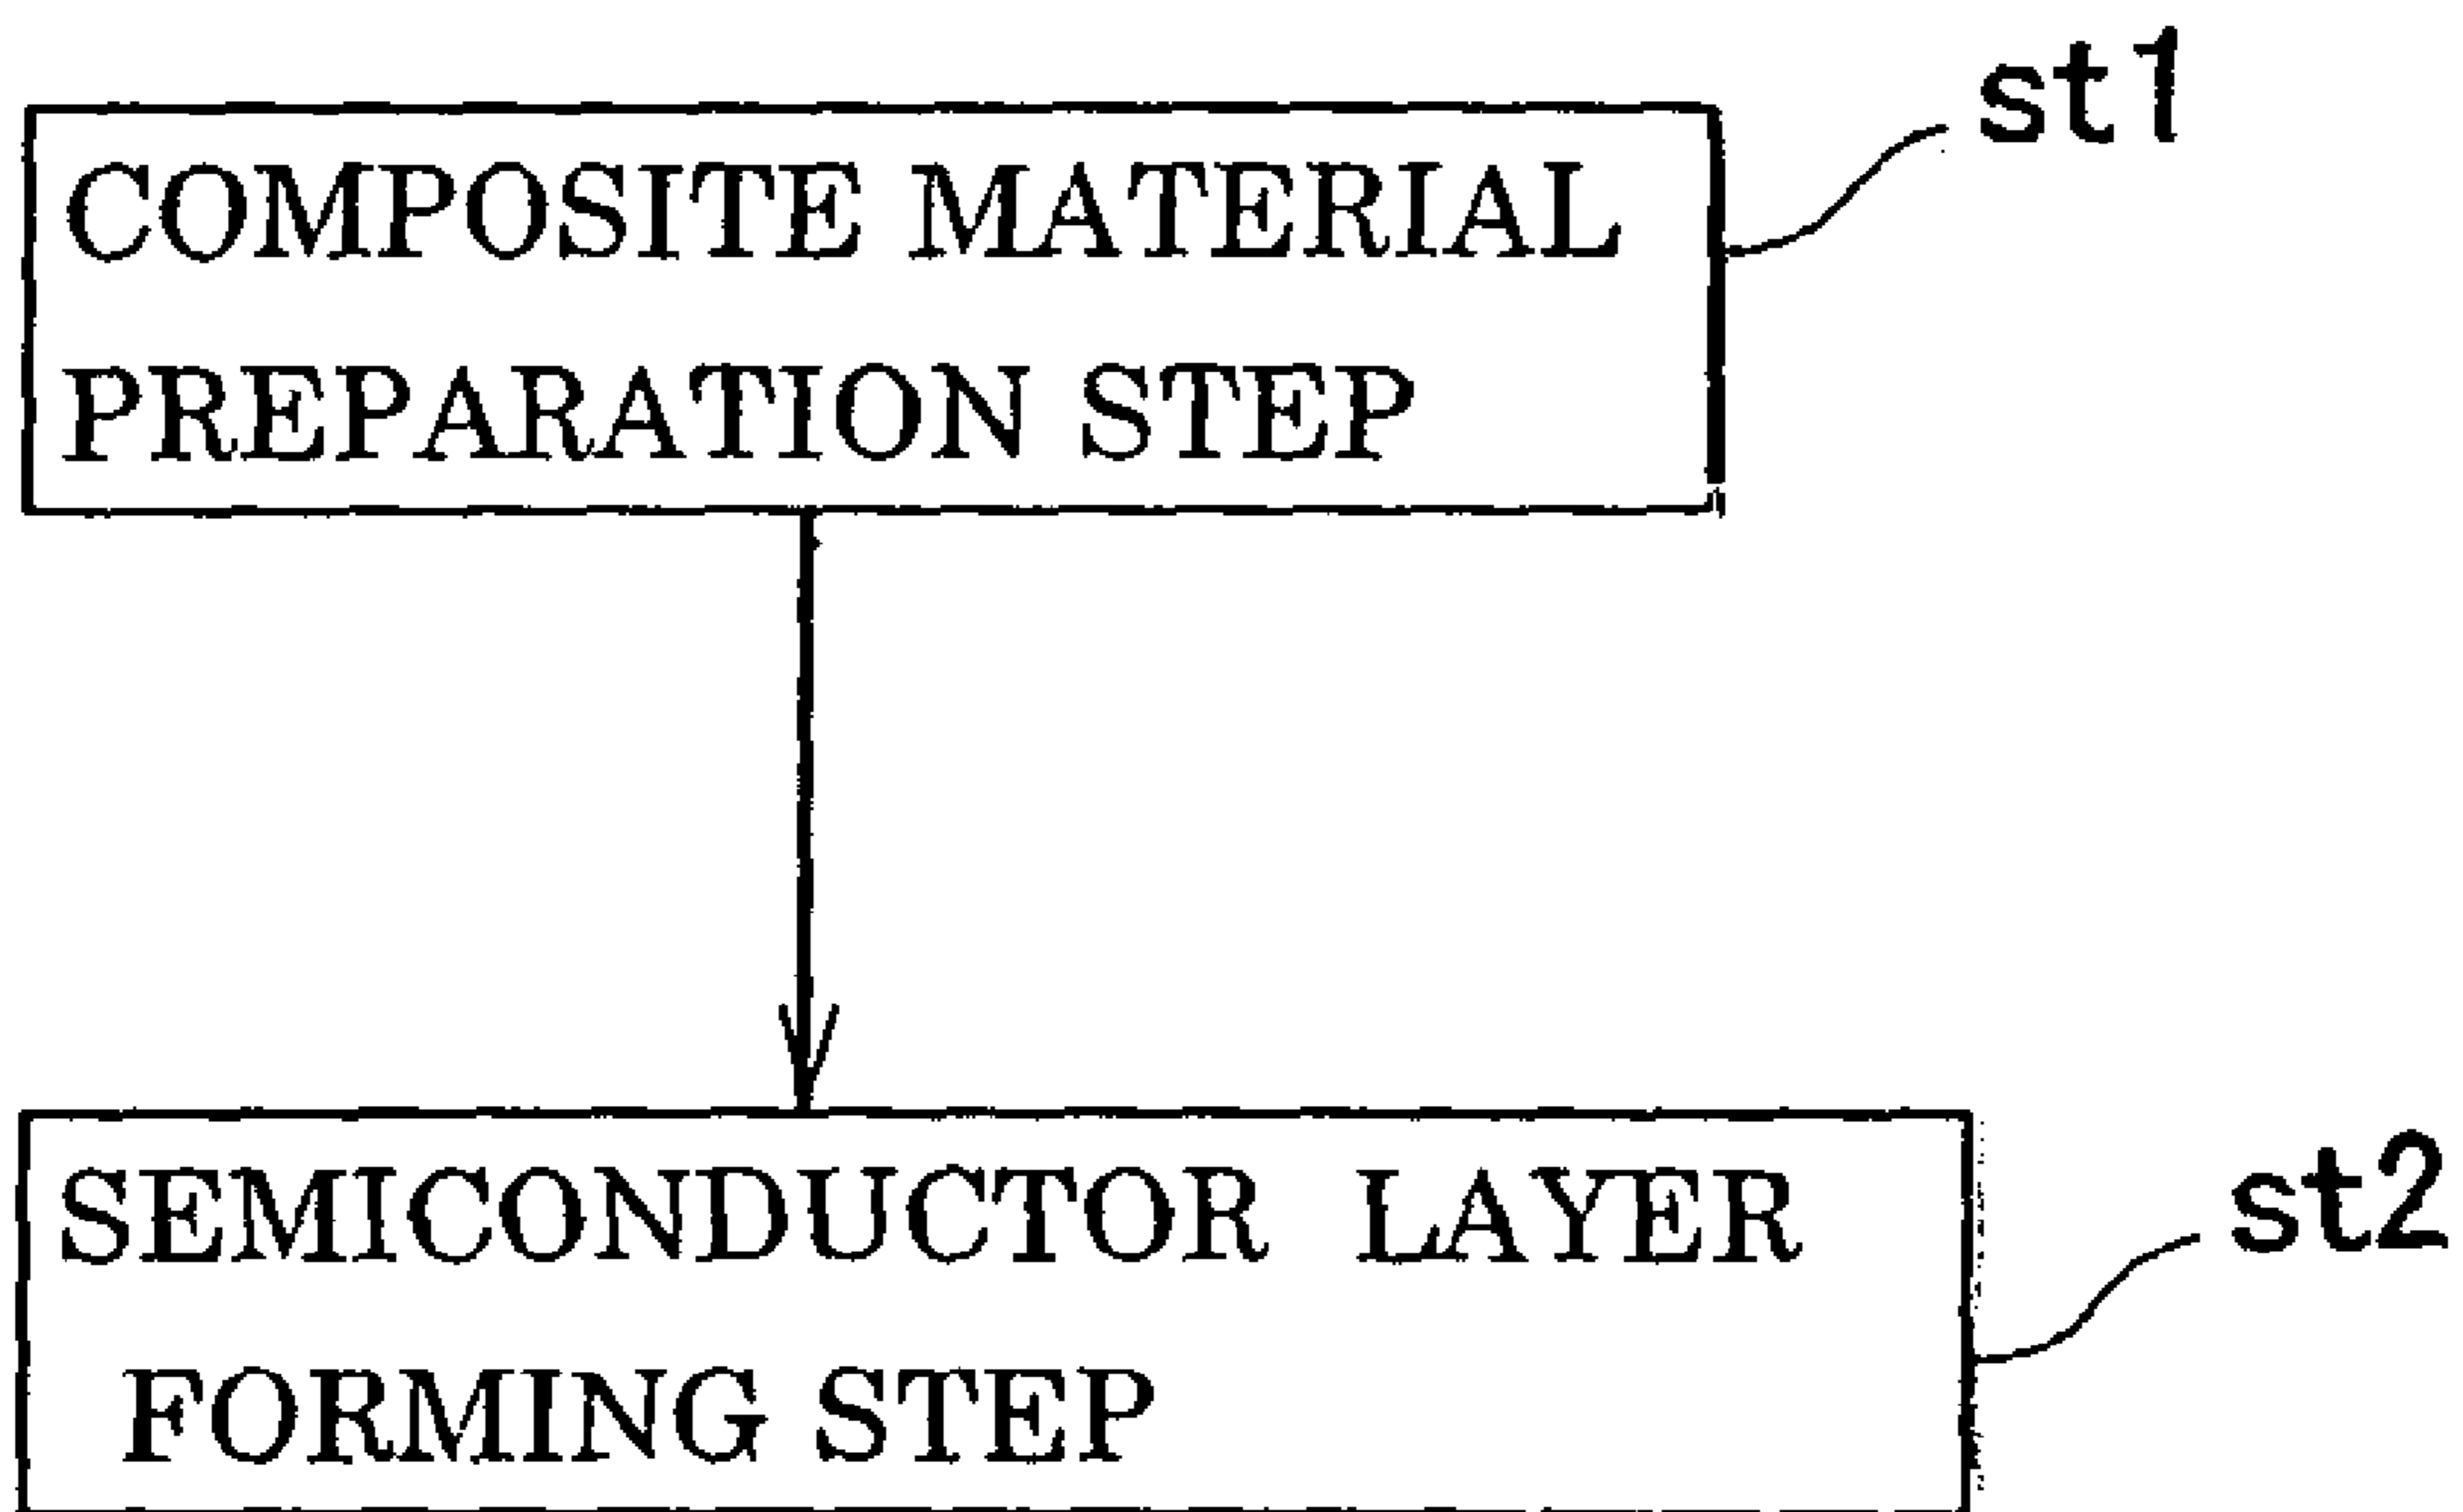 st1
COMPOSITE MATERIAL
PREPARATION STEP
SEMICONDUCTOR LAYER
st2
FORMING STEP